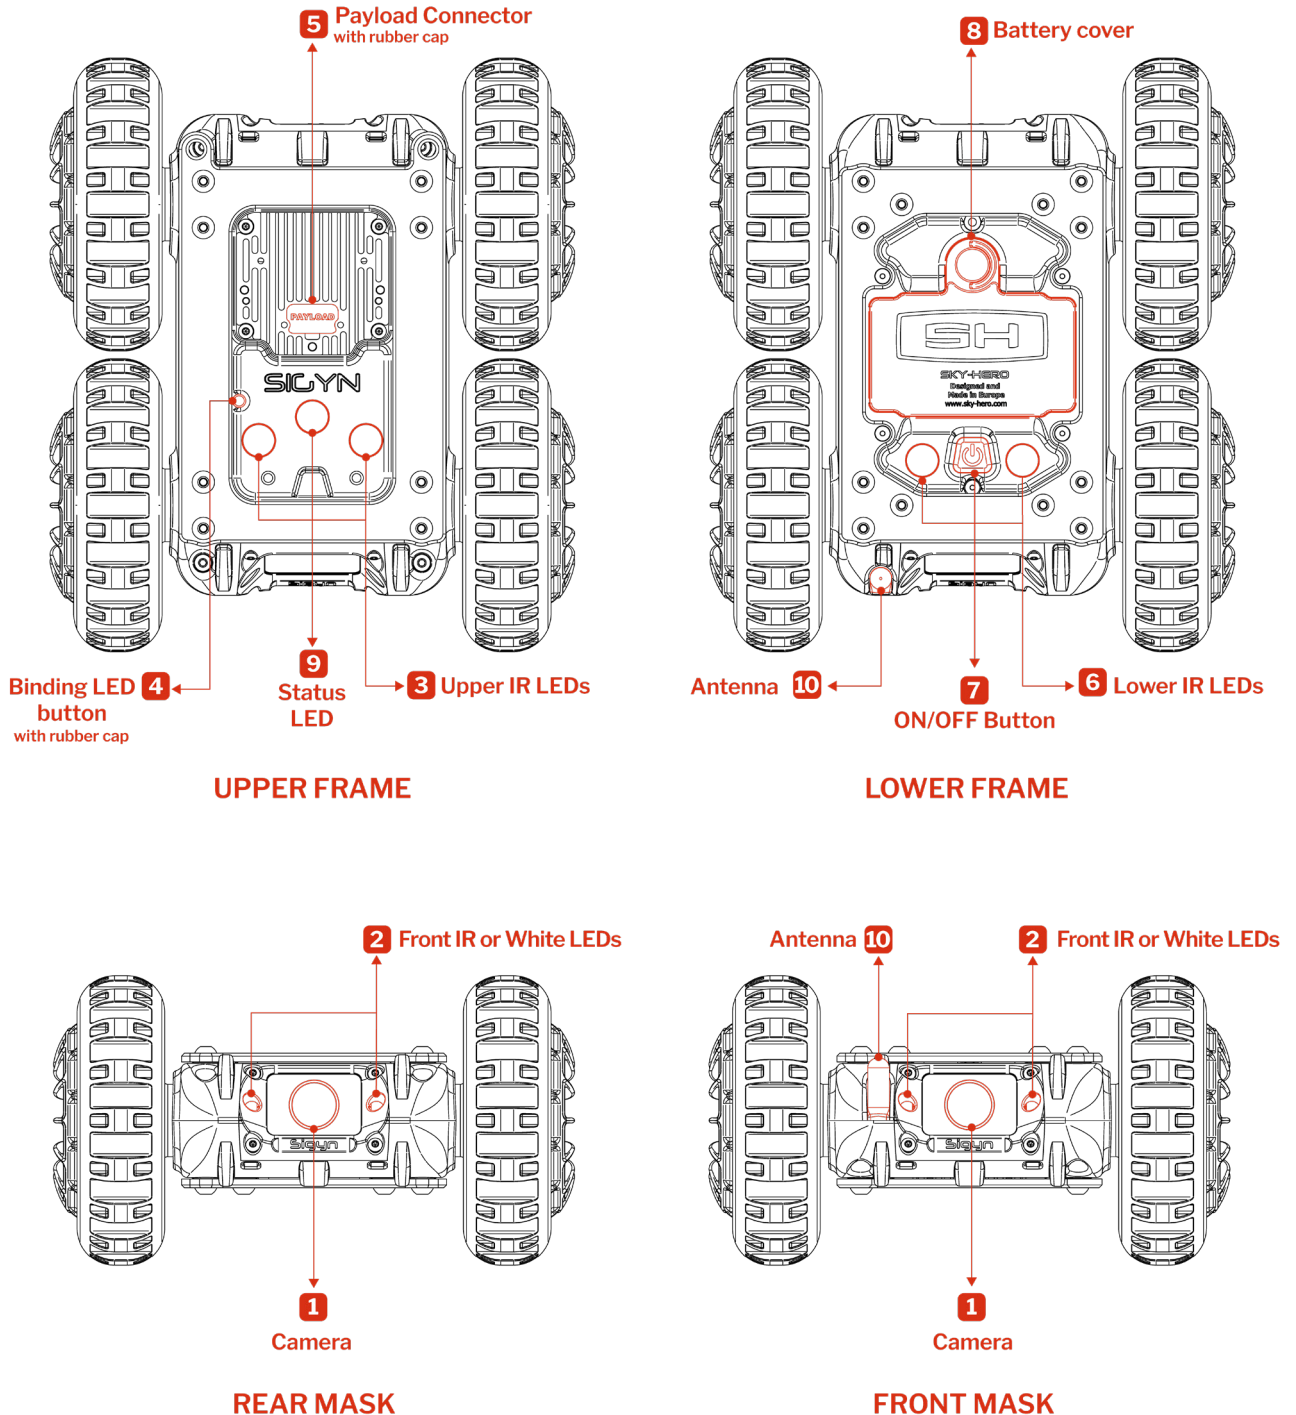 5 Payload Connector
with rubber cap
8 Battery cover
PAYLOAD
SIGYN
SH
SKY-HERO
Designed and
Made in Europe
www.sky-hero.com
Binding LED 4
button
with rubber cap
9
Status
LED
3 Upper IR LEDs
Antenna 10
7
ON/OFF Button
6 Lower IR LEDs
UPPER FRAME
LOWER FRAME
2 Front IR or White LEDs
Antenna 10
2 Front IR or White LEDs
Sigyn
Sigyn
1
Camera
1
Camera
REAR MASK
FRONT MASK